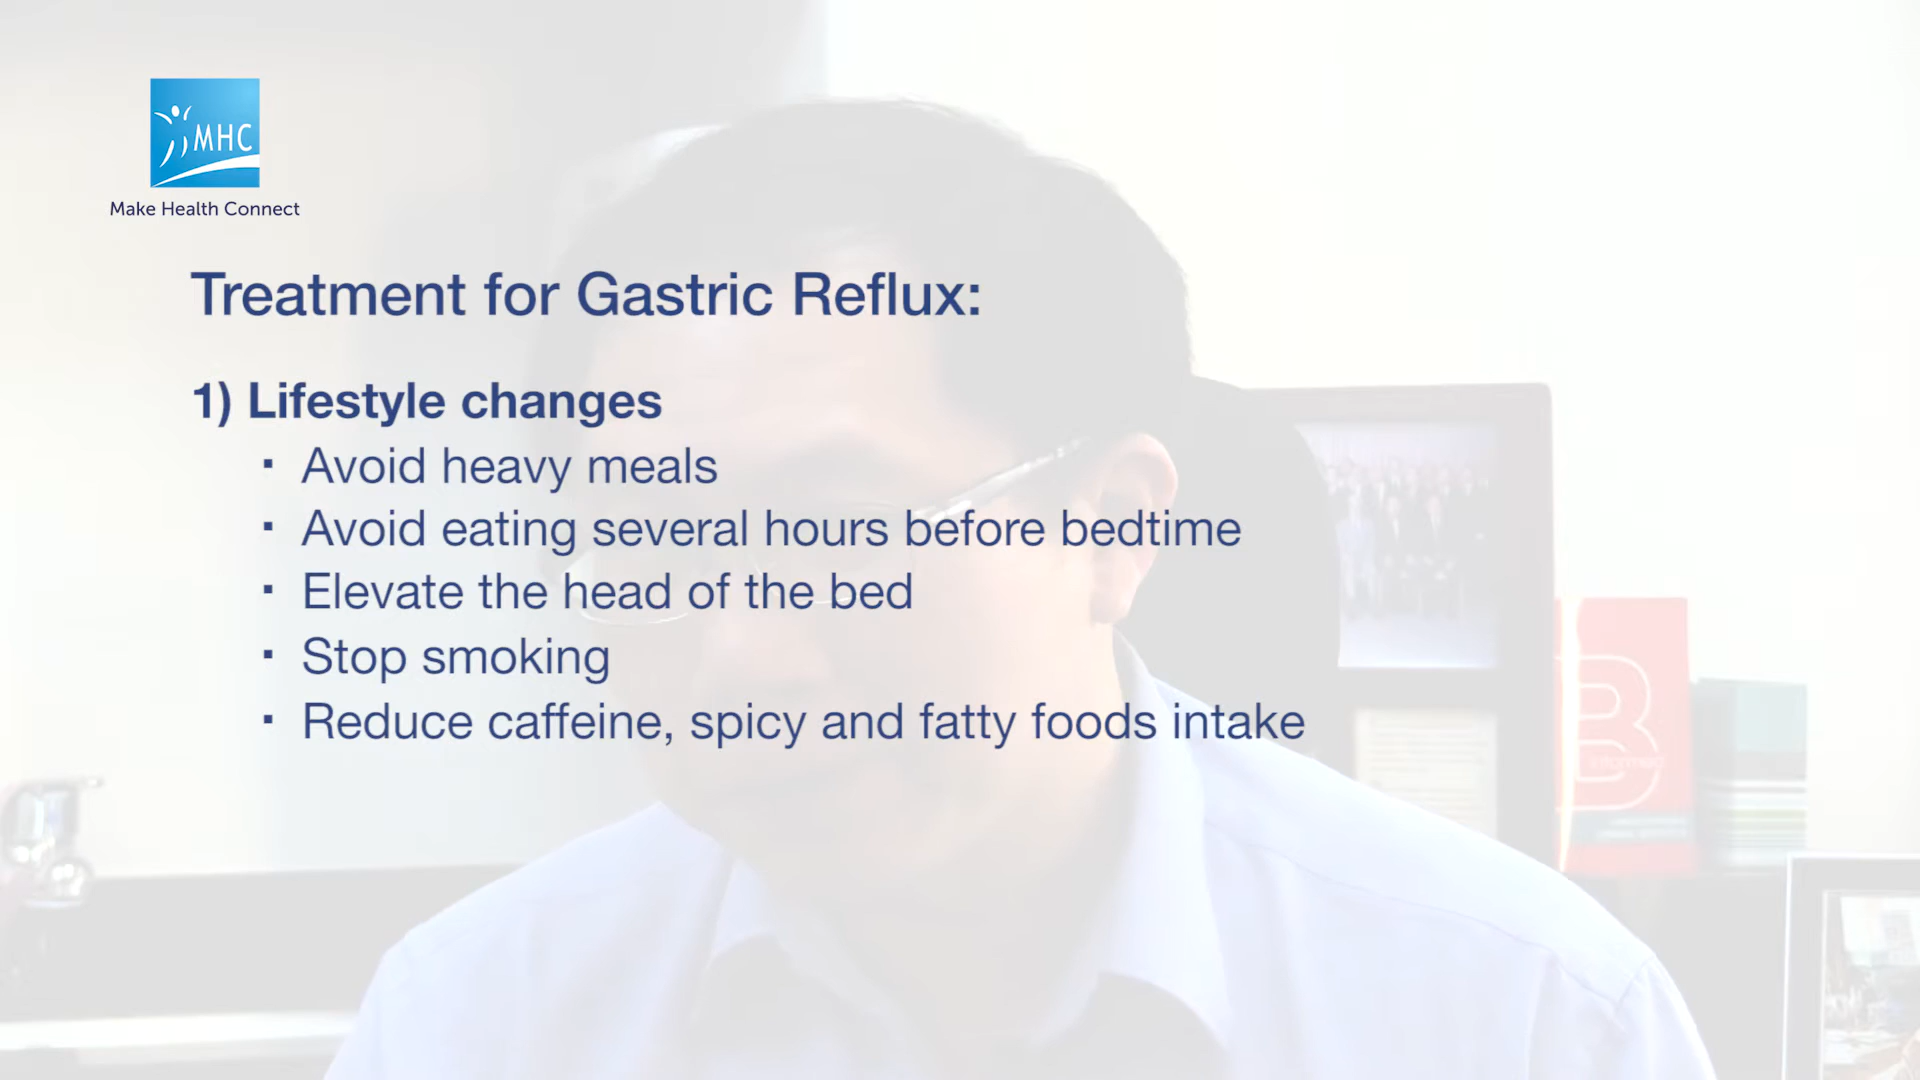 MHC
Make Health Connect
Treatment for Gastric Reflux:
1) Lifestyle changes
▪ Avoid heavy meals
▪ Avoid eating several hours before bedtime
▪ Elevate the head of the bed
▪ Stop smoking
▪ Reduce caffeine, spicy and fatty foods intake
B